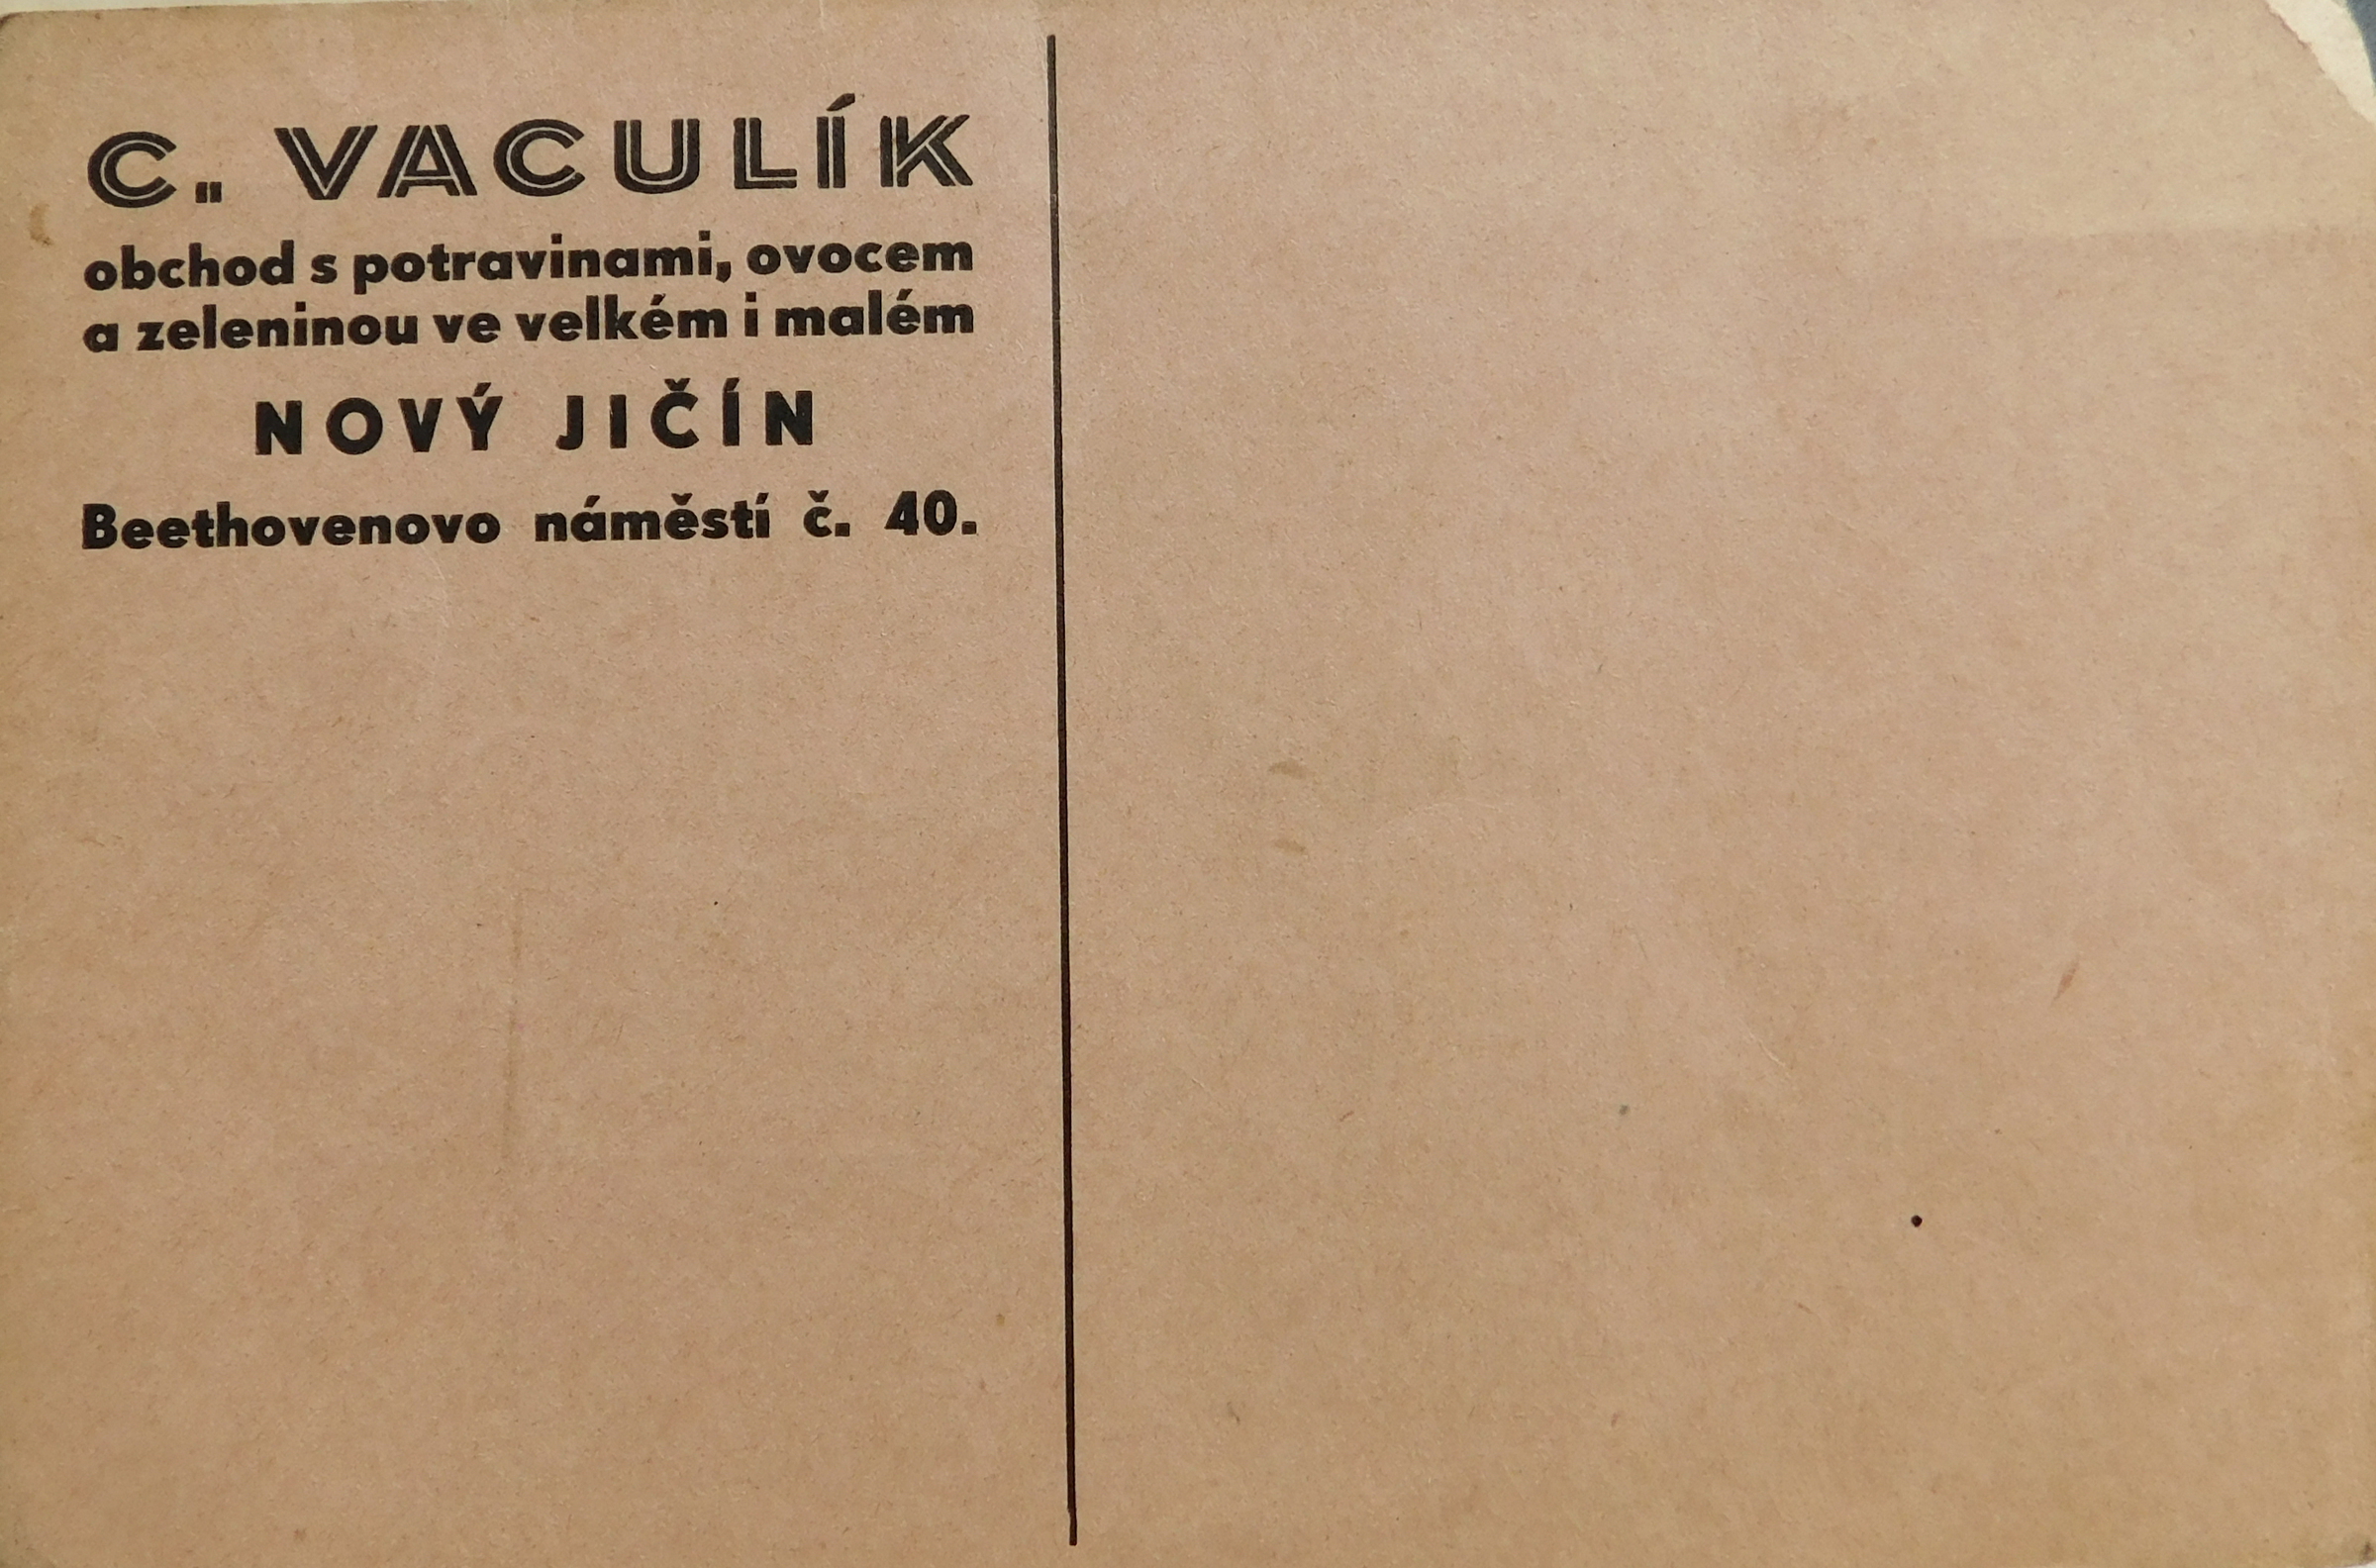 C. VACULÍK
obchod s potravinami, ovocem
a zeleninou ve velkém i malém
NOVÝ JIČÍN
Beethovenovo náměstí č. 40.